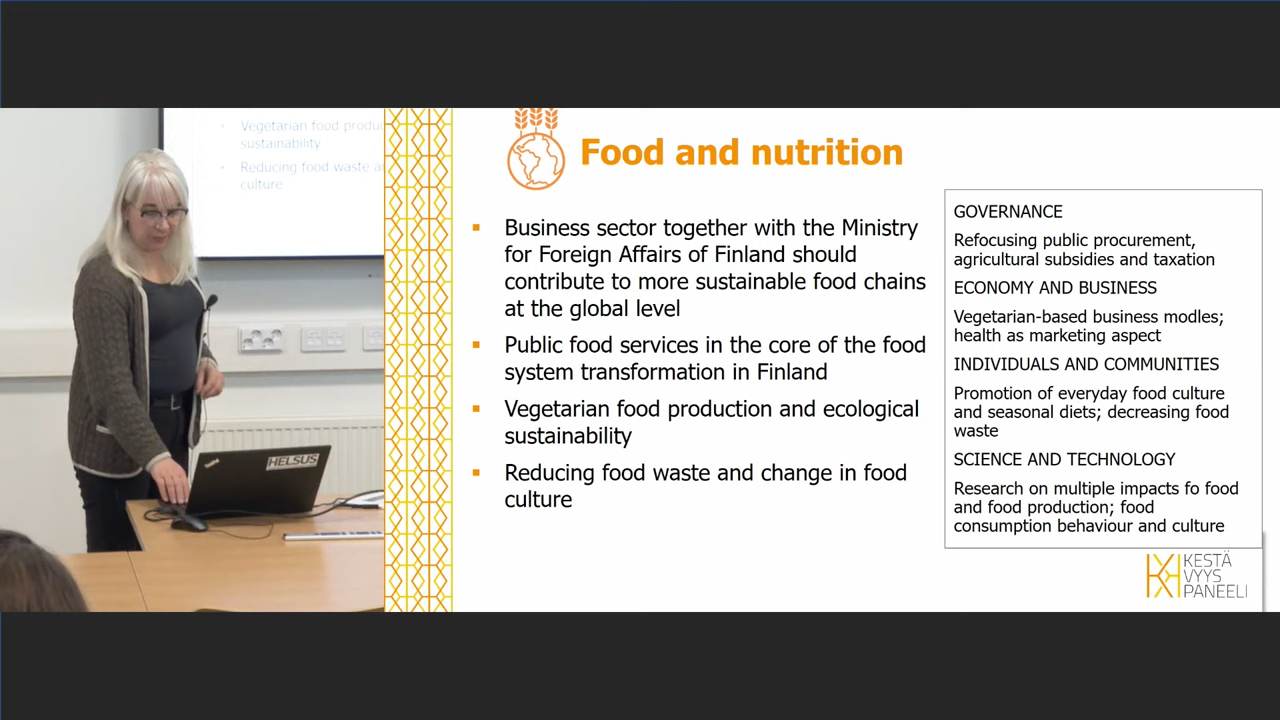 Vegetarian food produ
sustainability
Reducing food waste a
culture
HELSUS
Food and nutrition
Business sector together with the Ministry
for Foreign Affairs of Finland should
contribute to more sustainable food chains
at the global level
Public food services in the core of the food
system transformation in Finland
Vegetarian food production and ecological
sustainability
Reducing food waste and change in food
culture
GOVERNANCE
Refocusing public procurement,
agricultural subsidies and taxation
ECONOMY AND BUSINESS
Vegetarian-based business modles;
health as marketing aspect
INDIVIDUALS AND COMMUNITIES
Promotion of everyday food culture
and seasonal diets; decreasing food
waste
SCIENCE AND TECHNOLOGY
Research on multiple impacts fo food
and food production; food
consumption behaviour and culture
KESTÄ
VYYS
PANEELI